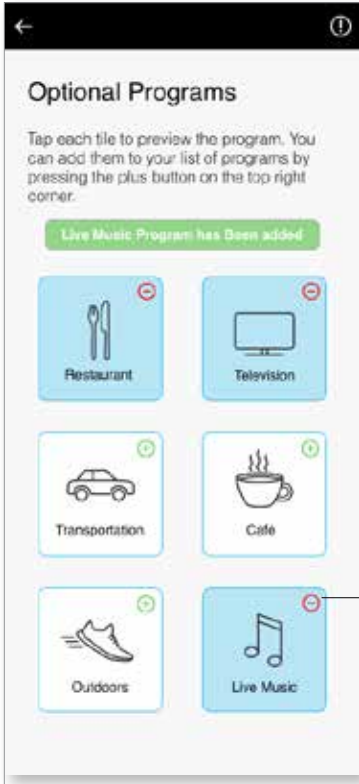 Optional Programs
Tap each tile to preview the program. You
can add them to your list of programs by
pressing the plus button on the top right
corner.
Live Music Program has Been added
Restaurant
Television
Transportation
Cafe
Outdoors
Live Music